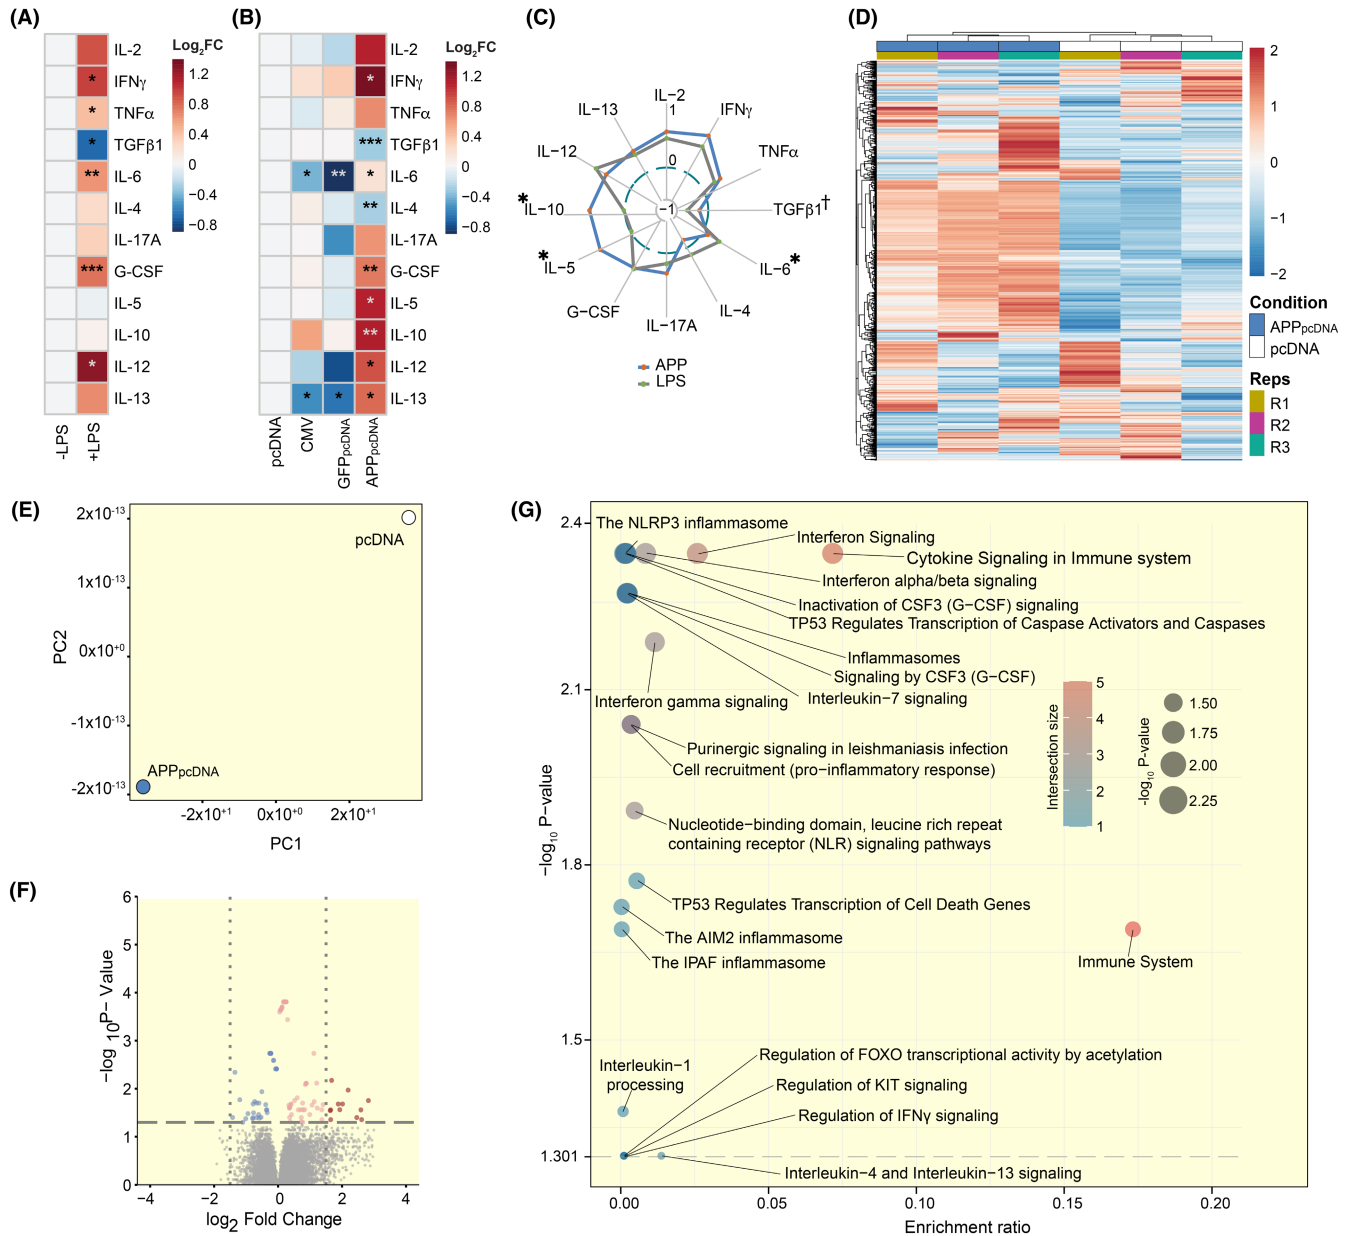 (A)
Log2FC
IL-2
IFNγ
TNFα
TGFβ1
IL-6
IL-4
IL-17A
G-CSF
IL-5
IL-10
IL-12
IL-13
*
*
*
**
***
*
1.2
0.8
0.4
0
−0.4
−0.8
-LPS
+LPS
(B)
Log2FC
IL-2
IFNγ
TNFα
TGFβ1
IL-6
IL-4
IL-17A
G-CSF
IL-5
IL-10
IL-12
IL-13
*
***
* ** *
**
**
*
**
*
* * *
1.2
0.8
0.4
0
−0.4
−0.8
pcDNA
CMV
GFPpcDNA
APPpcDNA
(C)
IL−2
1
IFNγ
TNFα
TGFβ1†
IL−6*
IL−4
IL−17A
G−CSF
*IL−5
*IL−10
IL−12
IL−13
0
−1
APP
LPS
(D)
2
1
0
−1
−2
Condition
APPpcDNA
pcDNA
Reps
R1
R2
R3
(E)
2x10-13
1x10-13
0x10+0
-1x10-13
-2x10-13
PC2
pcDNA
APPpcDNA
-2x10+1
0x10+0
2x10+1
PC1
(F)
6
5
4
3
2
1
0
−log 10P− Value
−4
−2
0
2
4
log2 Fold Change
(G)
2.4
2.1
1.8
1.5
1.301
−log10 P−value
The NLRP3 inflammasome
Interferon Signaling
Cytokine Signaling in Immune system
Interferon alpha/beta signaling
Inactivation of CSF3 (G−CSF) signaling
TP53 Regulates Transcription of Caspase Activators and Caspases
Inflammasomes
Signaling by CSF3 (G−CSF)
Interleukin−7 signaling
Interferon gamma signaling
Purinergic signaling in leishmaniasis infection
Cell recruitment (pro−inflammatory response)
Nucleotide−binding domain, leucine rich repeat
containing receptor (NLR) signaling pathways
TP53 Regulates Transcription of Cell Death Genes
The AIM2 inflammasome
The IPAF inflammasome
Immune System
Intersection size
5
4
3
2
1
-log10 P-value
1.50
1.75
2.00
2.25
Interleukin−1
processing
Regulation of FOXO transcriptional activity by acetylation
Regulation of KIT signaling
Regulation of IFNγ signaling
Interleukin−4 and Interleukin−13 signaling
0.00
0.05
0.10
0.15
0.20
Enrichment ratio